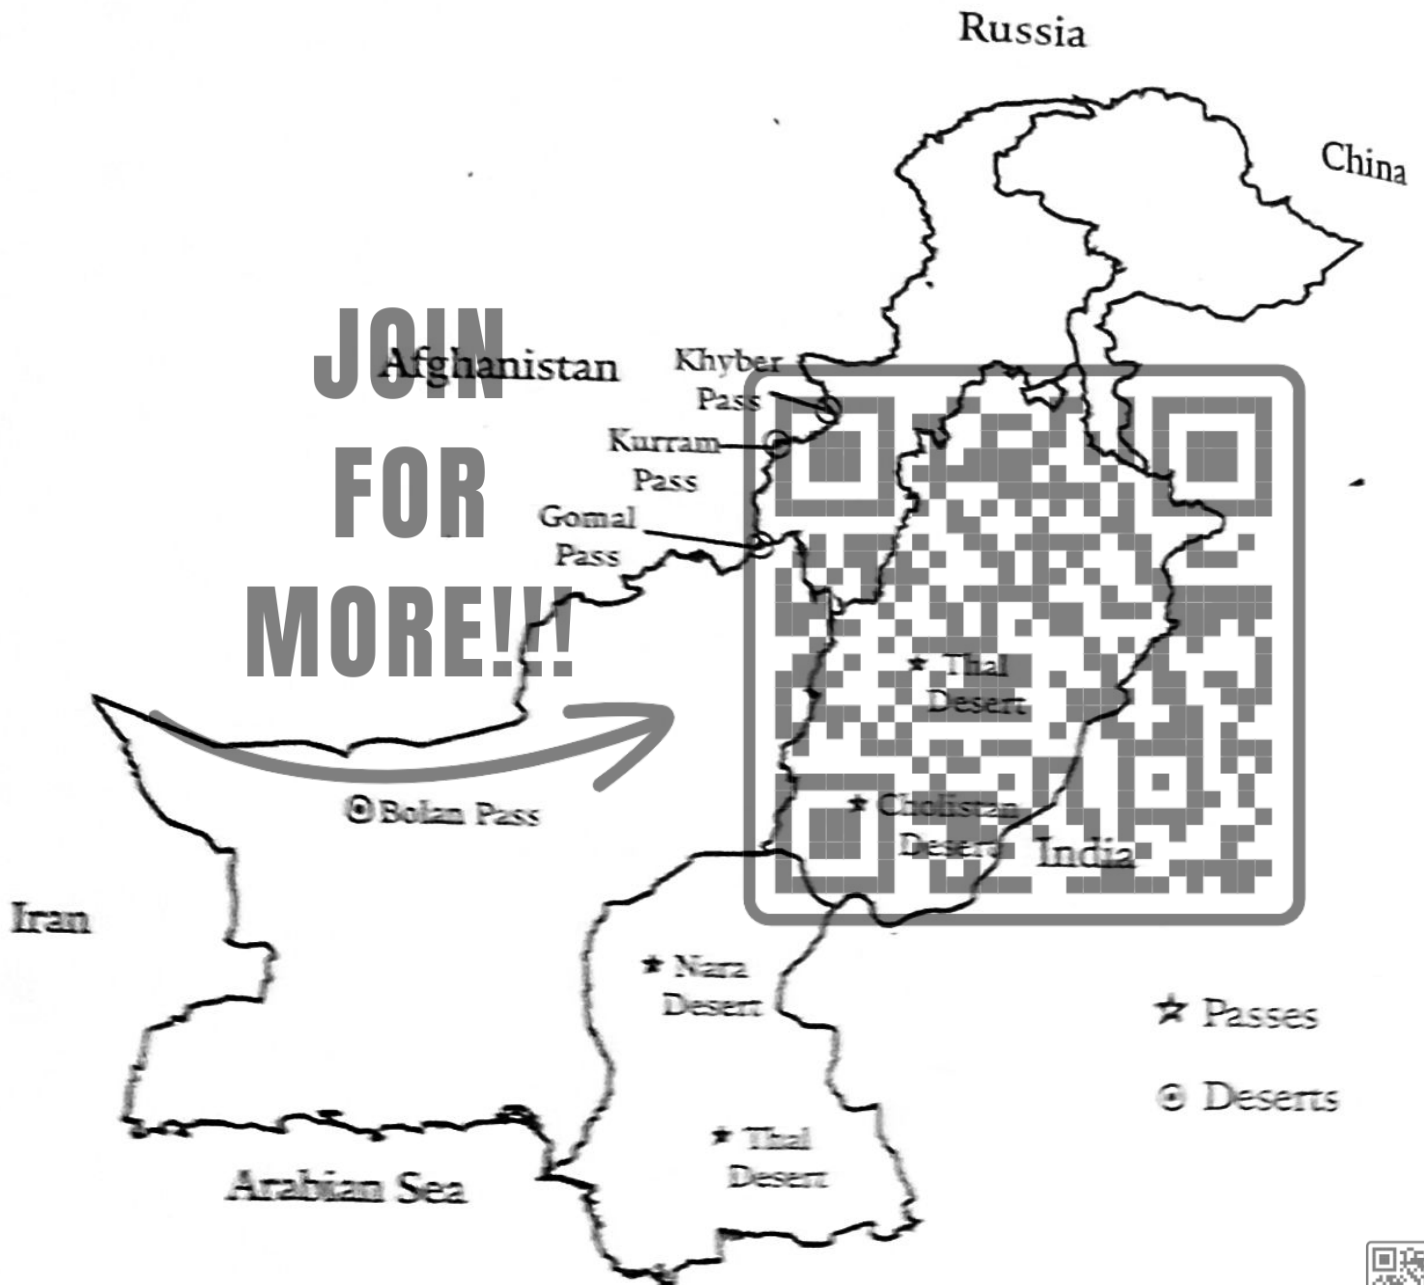 Russia
China
JOIN
FOR
MORE!!!
Afghanistan
Khyber
Pass
Kurram
Pass
Gomal
Pass
Thal
Desert
Bolan Pass
Cholistan
Desert
India
Iran
Nara
Desert
Passes
Deserts
Thal
Desert
Arabian Sea